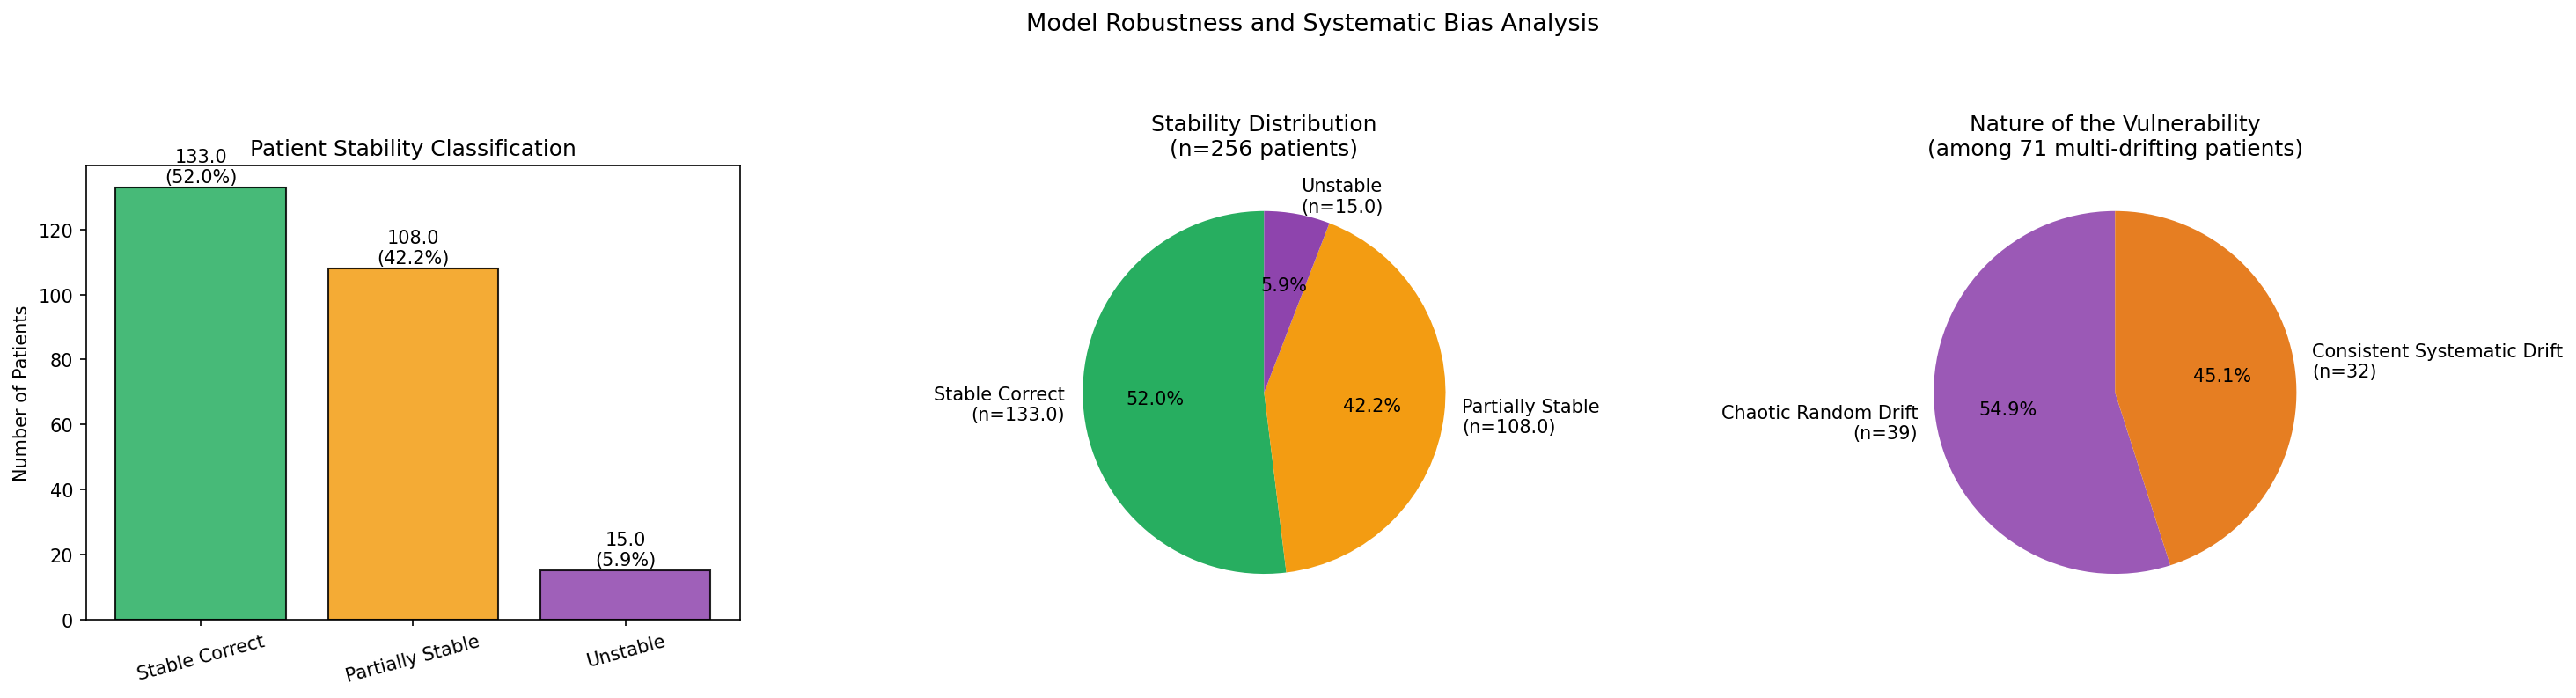 Model Robustness and Systematic Bias Analysis
Patient Stability Classification
Number of Patients
0
20
40
60
80
100
120
133.0
(52.0%)
108.0
(42.2%)
15.0
(5.9%)
Stable Correct
Partially Stable
Unstable
Stability Distribution
(n=256 patients)
Unstable
(n=15.0)
5.9%
Stable Correct
(n=133.0)
52.0%
42.2%
Partially Stable
(n=108.0)
Nature of the Vulnerability
(among 71 multi-drifting patients)
Chaotic Random Drift
(n=39)
54.9%
45.1%
Consistent Systematic Drift
(n=32)